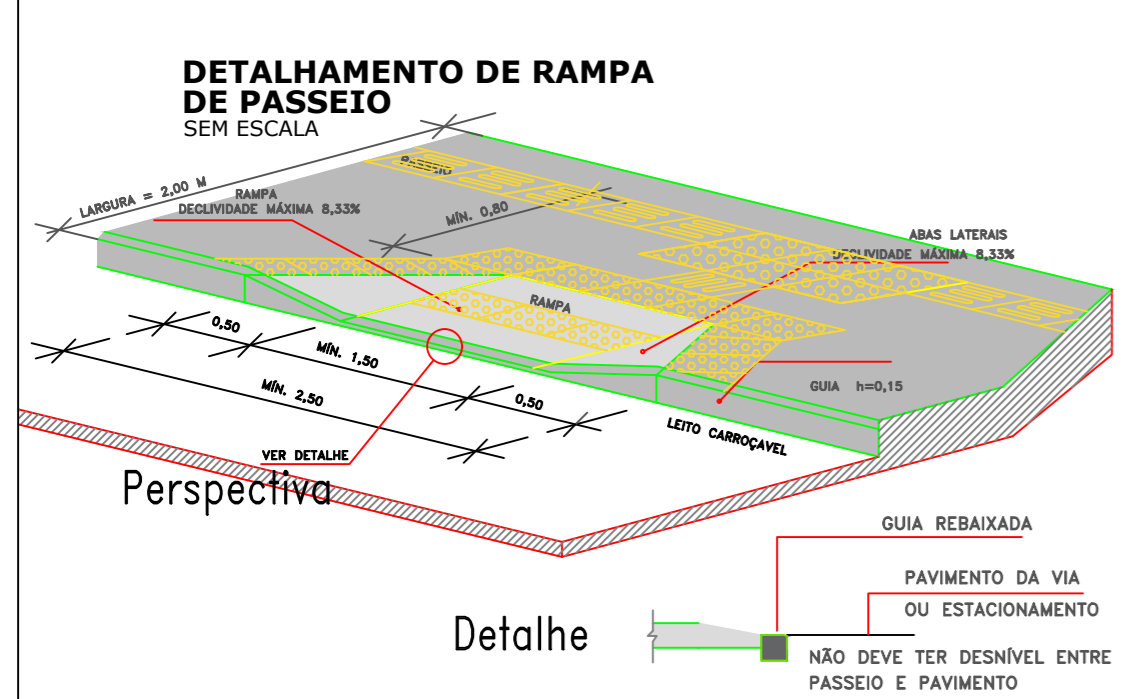 DETALHAMENTO DE RAMPA
DE PASSEIO
SEM ESCALA
PASSEIO
LARGURA = 2,00 M
RAMPA
DECLIVIDADE MÁXIMA 8,33%
MÍN. 0,80
ABAS LATERAIS
DECLIVIDADE MÁXIMA 8,33%
RAMPA
0,50
MÍN. 1,50
MÍN. 2,50
0,50
GUIA h=0,15
LEITO CARROÇAVEL
VER DETALHE
Perspectiva
GUIA REBAIXADA
PAVIMENTO DA VIA
OU ESTACIONAMENTO
Detalhe
NÃO DEVE TER DESNÍVEL ENTRE
PASSEIO E PAVIMENTO